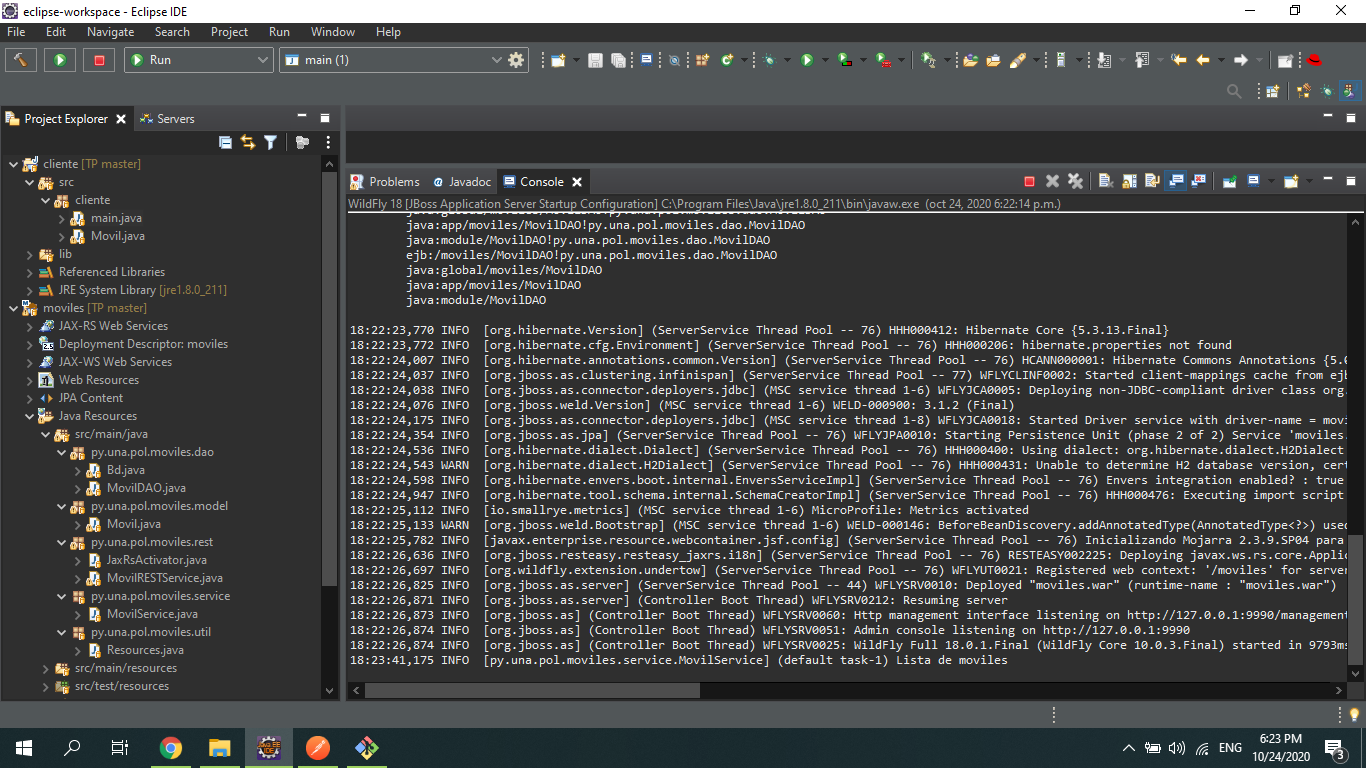 eclipse-workspace - Eclipse IDE
File Edit Navigate Search Project Run Window Help
Run
main (1)
Project Explorer
Servers
cliente [TP master]
src
cliente
main.java
Movil.java
lib
Referenced Libraries
JRE System Library [jre1.8.0_211]
moviles [TP master]
JAX-RS Web Services
Deployment Descriptor: moviles
JAX-WS Web Services
Web Resources
JPA Content
Java Resources
src/main/java
py.una.pol.moviles.dao
Bd.java
MovilDAO.java
py.una.pol.moviles.model
Movil.java
py.una.pol.moviles.rest
JaxRsActivator.java
MovilRESTService.java
py.una.pol.moviles.service
MovilService.java
py.una.pol.moviles.util
Resources.java
src/main/resources
src/test/resources
Problems
Javadoc
Console
WildFly 18 [JBoss Application Server Startup Configuration] C:\Program Files\Java\jre1.8.0_211\bin\javaw.exe (oct 24, 2020 6:22:14 p.m.)
java:app/moviles/MovilDAO!py.una.pol.moviles.dao.MovilDAO
java:module/MovilDAO!py.una.pol.moviles.dao.MovilDAO
ejb:/moviles/MovilDAO!py.una.pol.moviles.dao.MovilDAO
java:global/moviles/MovilDAO
java:app/moviles/MovilDAO
java:module/MovilDAO
18:22:23,770 INFO [org.hibernate.Version] (ServerService Thread Pool -- 76) HHH000412: Hibernate Core {5.3.13.Final}
18:22:23,772 INFO [org.hibernate.cfg.Environment] (ServerService Thread Pool -- 76) HHH000206: hibernate.properties not found
18:22:24,007 INFO [org.hibernate.annotations.common.Version] (ServerService Thread Pool -- 76) HCANN000001: Hibernate Commons Annotations {5.0
18:22:24,037 INFO [org.jboss.as.clustering.infinispan] (ServerService Thread Pool -- 77) WFLYCLINF0002: Started client-mappings cache from ejb
18:22:24,038 INFO [org.jboss.as.connector.deployers.jdbc] (MSC service thread 1-6) WFLYJCA0005: Deploying non-JDBC-compliant driver class org
18:22:24,076 INFO [org.jboss.weld.Version] (MSC service thread 1-6) WELD-000900: 3.1.2 (Final)
18:22:24,175 INFO [org.jboss.as.connector.deployers.jdbc] (MSC service thread 1-8) WFLYJCA0018: Started Driver service with driver-name = movi
18:22:24,354 INFO [org.jboss.as.jpa] (ServerService Thread Pool -- 76) WFLYJPA0010: Starting Persistence Unit (phase 2 of 2) Service 'moviles.
18:22:24,536 INFO [org.hibernate.dialect.Dialect] (ServerService Thread Pool -- 76) HHH000400: Using dialect: org.hibernate.dialect.H2Dialect
18:22:24,543 WARN [org.hibernate.dialect.H2Dialect] (ServerService Thread Pool -- 76) HHH000431: Unable to determine H2 database version, cert
18:22:24,598 INFO [org.hibernate.envers.boot.internal.EnversServiceImpl] (ServerService Thread Pool -- 76) Envers integration enabled? : true
18:22:24,947 INFO [org.hibernate.tool.schema.internal.SchemaCreatorImpl] (ServerService Thread Pool -- 76) HHH000476: Executing import script
18:22:25,112 INFO [io.smallrye.metrics] (MSC service thread 1-6) MicroProfile: Metrics activated
18:22:25,133 WARN [org.jboss.weld.Bootstrap] (MSC service thread 1-6) WELD-000146: BeforeBeanDiscovery.addAnnotatedType(AnnotatedType<?>) used
18:22:25,782 INFO [javax.enterprise.resource.webcontainer.jsf.config] (ServerService Thread Pool -- 76) Inicializando Mojarra 2.3.9.SP04 para
18:22:26,636 INFO [org.jboss.resteasy.resteasy_jaxrs.i18n] (ServerService Thread Pool -- 76) RESTEASY002225: Deploying javax.ws.rs.core.Applic
18:22:26,697 INFO [org.wildfly.extension.undertow] (ServerService Thread Pool -- 76) WFLYUT0021: Registered web context: '/moviles' for server
18:22:26,825 INFO [org.jboss.as.server] (ServerService Thread Pool -- 44) WFLYSRV0010: Deployed "moviles.war" (runtime-name : "moviles.war")
18:22:26,871 INFO [org.jboss.as.server] (Controller Boot Thread) WFLYSRV0212: Resuming server
18:22:26,873 INFO [org.jboss.as] (Controller Boot Thread) WFLYSRV0060: Http management interface listening on http://127.0.0.1:9990/management
18:22:26,874 INFO [org.jboss.as] (Controller Boot Thread) WFLYSRV0051: Admin console listening on http://127.0.0.1:9990
18:22:26,874 INFO [org.jboss.as] (Controller Boot Thread) WFLYSRV0025: WildFly Full 18.0.1.Final (WildFly Core 10.0.3.Final) started in 9793ms
18:23:41,175 INFO [py.una.pol.moviles.service.MovilService] (default task-1) Lista de moviles
ENG
6:23 PM
10/24/2020
3